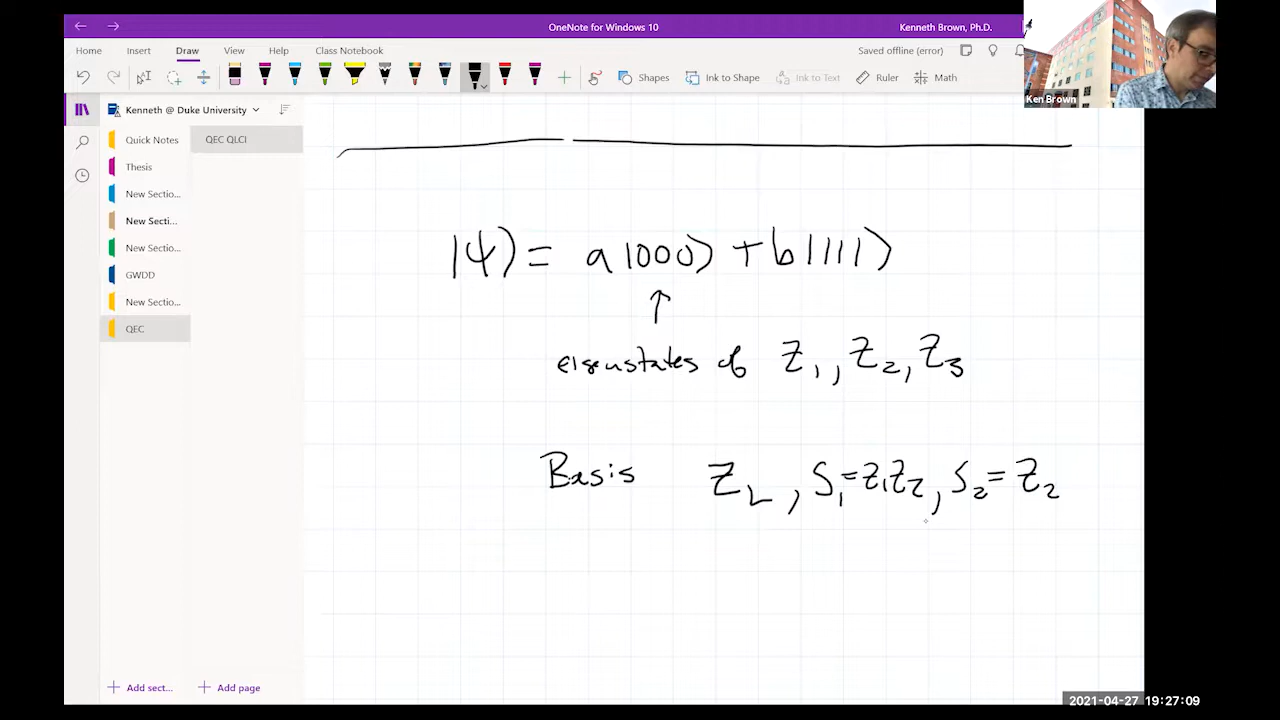 OneNote for Windows 10
Kenneth Brown, Ph.D.
Home Insert Draw View Help Class Notebook
Saved offline (error)
Shapes Ink to Shape Ink to Text Ruler Math
Ken Brown
Kenneth @ Duke University
Quick Notes
Thesis
New Sectio...
New Secti...
New Sectio...
GWDD
New Sectio...
QEC
QEC QLCI
|ψ⟩ = a|000⟩ + b|111⟩
↑
eigenstates of Z₁, Z₂, Z₃
Basis Z_L, S₁=Z₁Z₂, S₂=Z₂
Add sect...
Add page
2021-04-27 19:27:09